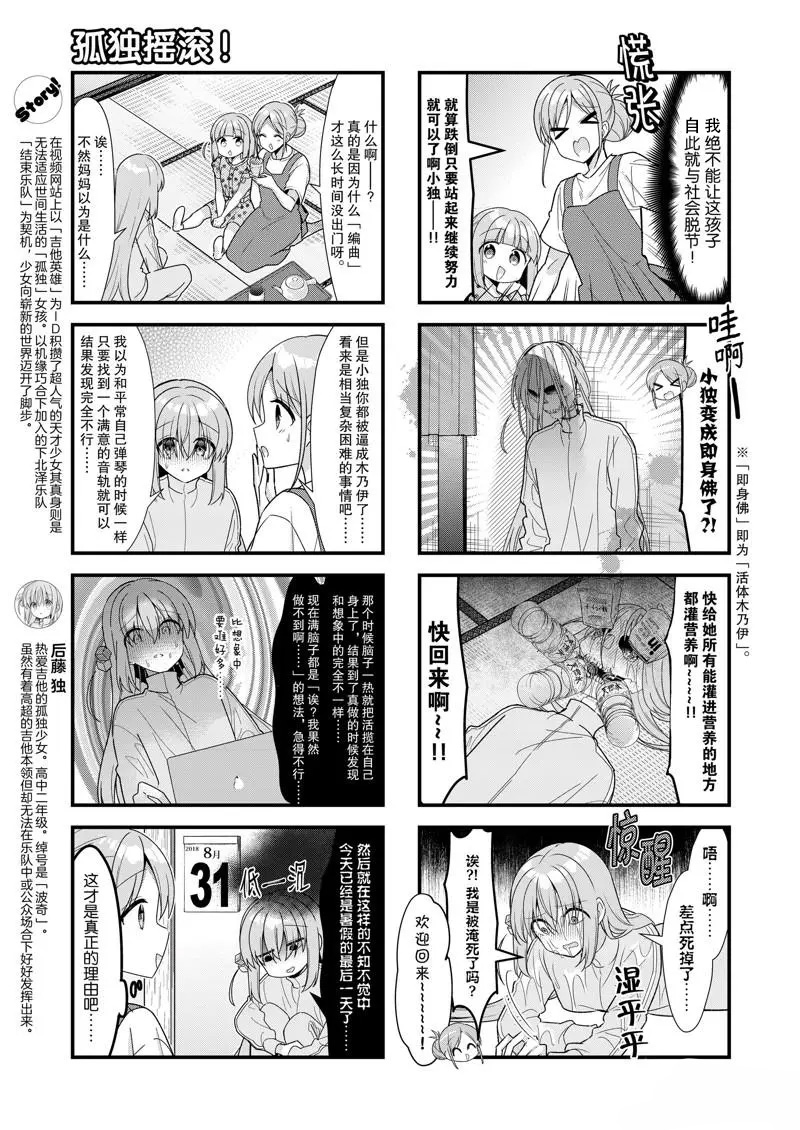 孤独摇滚！
慌张
我绝不能让这孩子
自此就与社会脱节！
就算跌倒只要站起来继续努力
就可以了啊小独——!!
哇啊——
小独变成即身佛了?!
※「即身佛」即为「活体木乃伊」。
快给她所有能灌进营养的地方
都灌营养啊~~~~!!
快回来啊~~!!
惊醒
唔……啊……
差点死掉了……
诶?! 我是被淹死了吗？
湿平平
欢迎回来~~~~~！
什么啊——？
真的是因为什么「编曲」
才这么长时间没出门呀。
诶……
不然妈妈以为是什么……
但是小独你都被逼成木乃伊了……
看来是相当复杂困难的事情吧……
我以为和平常自己弹琴的时候一样
只要找到一个满意的音轨就可以
结果发现完全不行……
那个时候脑子一热就把活揽在自己
身上了，结果到了真做的时候发现
和想象中的完全不一样……
现在满脑子都是「诶？我果然
做不到啊……」的想法，急得不行……
比想象中
要难好多……
然后就在这样的不知不觉中
今天已经是暑假的最后一天了……
2018
8月
31
低一沉
这才是真正的理由吧……
Story!
在视频网站上以「吉他英雄」为ID积攒了超人气的天才少女其真身则是
无法适应世间生活的「孤独」女孩。以机缘巧合下加入的下北泽乐队
「结束乐队」为契机，少女向崭新的世界迈开了脚步。
后藤 独
热爱吉他的孤独少女。高中二年级。绰号是「波奇」。
虽然有着高超的吉他本领但却无法在乐队中或公众场合下好好发挥出来。